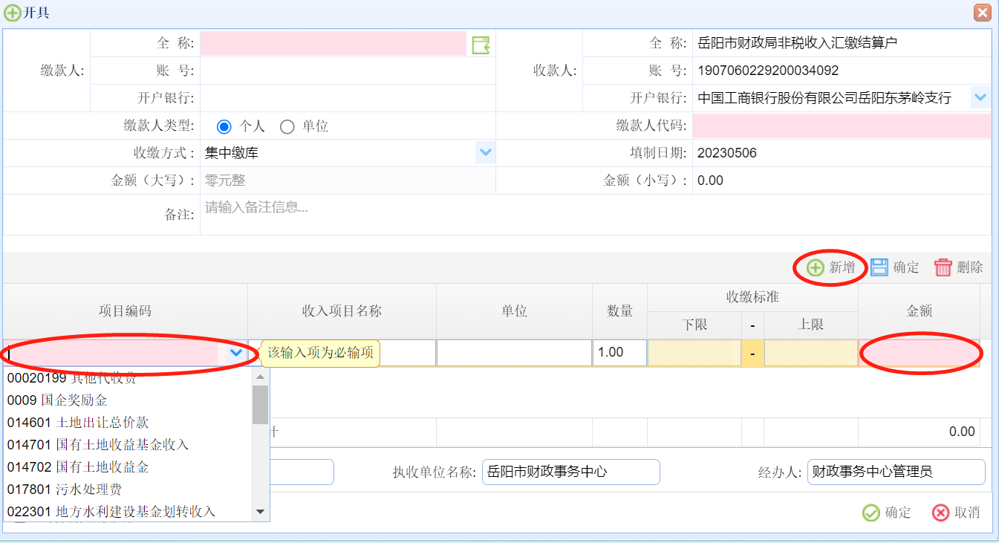 开具
全 称: 全 称: 岳阳市财政局非税收入汇缴结算户
缴款人: 账 号: 收款人: 账 号: 1907060229200034092
开户银行: 开户银行: 中国工商银行股份有限公司岳阳东茅岭支行
缴款人类型: 个人 单位 缴款人代码:
收缴方式: 集中缴库 填制日期: 20230506
金额（大写）: 零元整 金额（小写）: 0.00
备注: 请输入备注信息...
新增 确定 删除
项目编码 收入项目名称 单位 数量 收缴标准 金额
下限 - 上限
该输入项为必输项 1.00 -
00020199 其他代收费
0009 国企奖励金
014601 土地出让总价款
计 0.00
014701 国有土地收益基金收入
014702 国有土地收益金
执收单位名称: 岳阳市财政事务中心 经办人: 财政事务中心管理员
017801 污水处理费
022301 地方水利建设基金划转收入
确定 取消